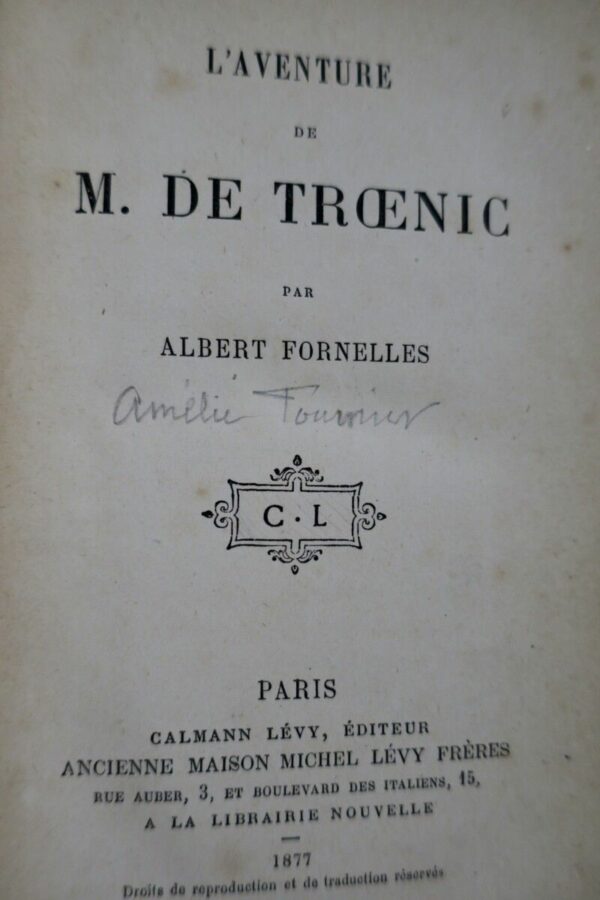 L'AVENTURE
DE
M. DE TRŒNIC
PAR
ALBERT FORNELLES
Amélie Fournier
C. L
PARIS
CALMANN LÉVY, ÉDITEUR
ANCIENNE MAISON MICHEL LÉVY FRÈRES
RUE AUBER, 3, ET BOULEVARD DES ITALIENS, 15,
A LA LIBRAIRIE NOUVELLE
1877
Droits de reproduction et de traduction réservés